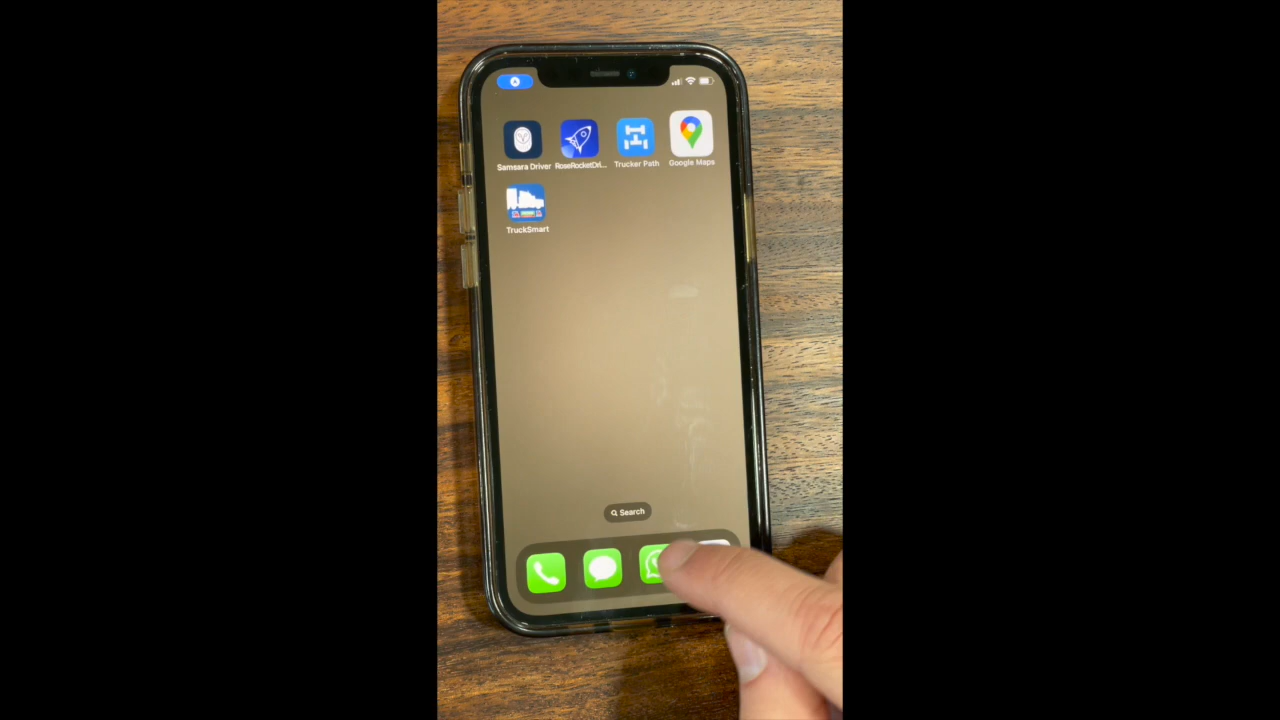 Samsara Driver
RoseRocketDri...
Trucker Path
Google Maps
TruckSmart
Search